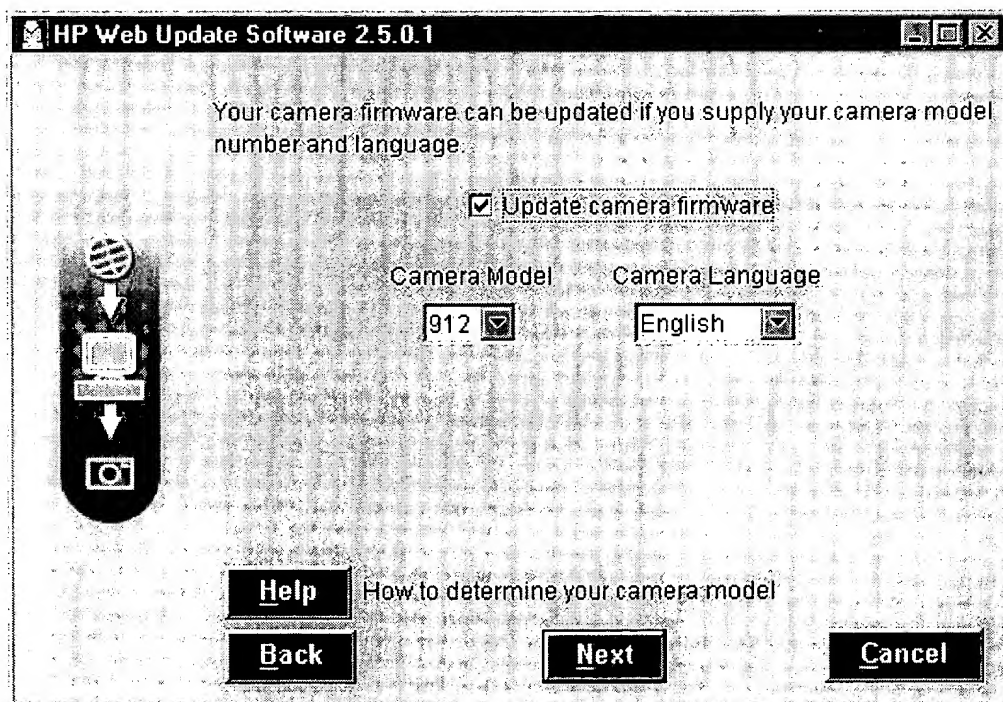 HP Web Update Software 2.5.0.1
Your camera firmware can be updated if you supply your camera model
number and language.
Update camera firmware
Camera Model Camera Language
912 English
Help How to determine your camera model
Back Next Cancel